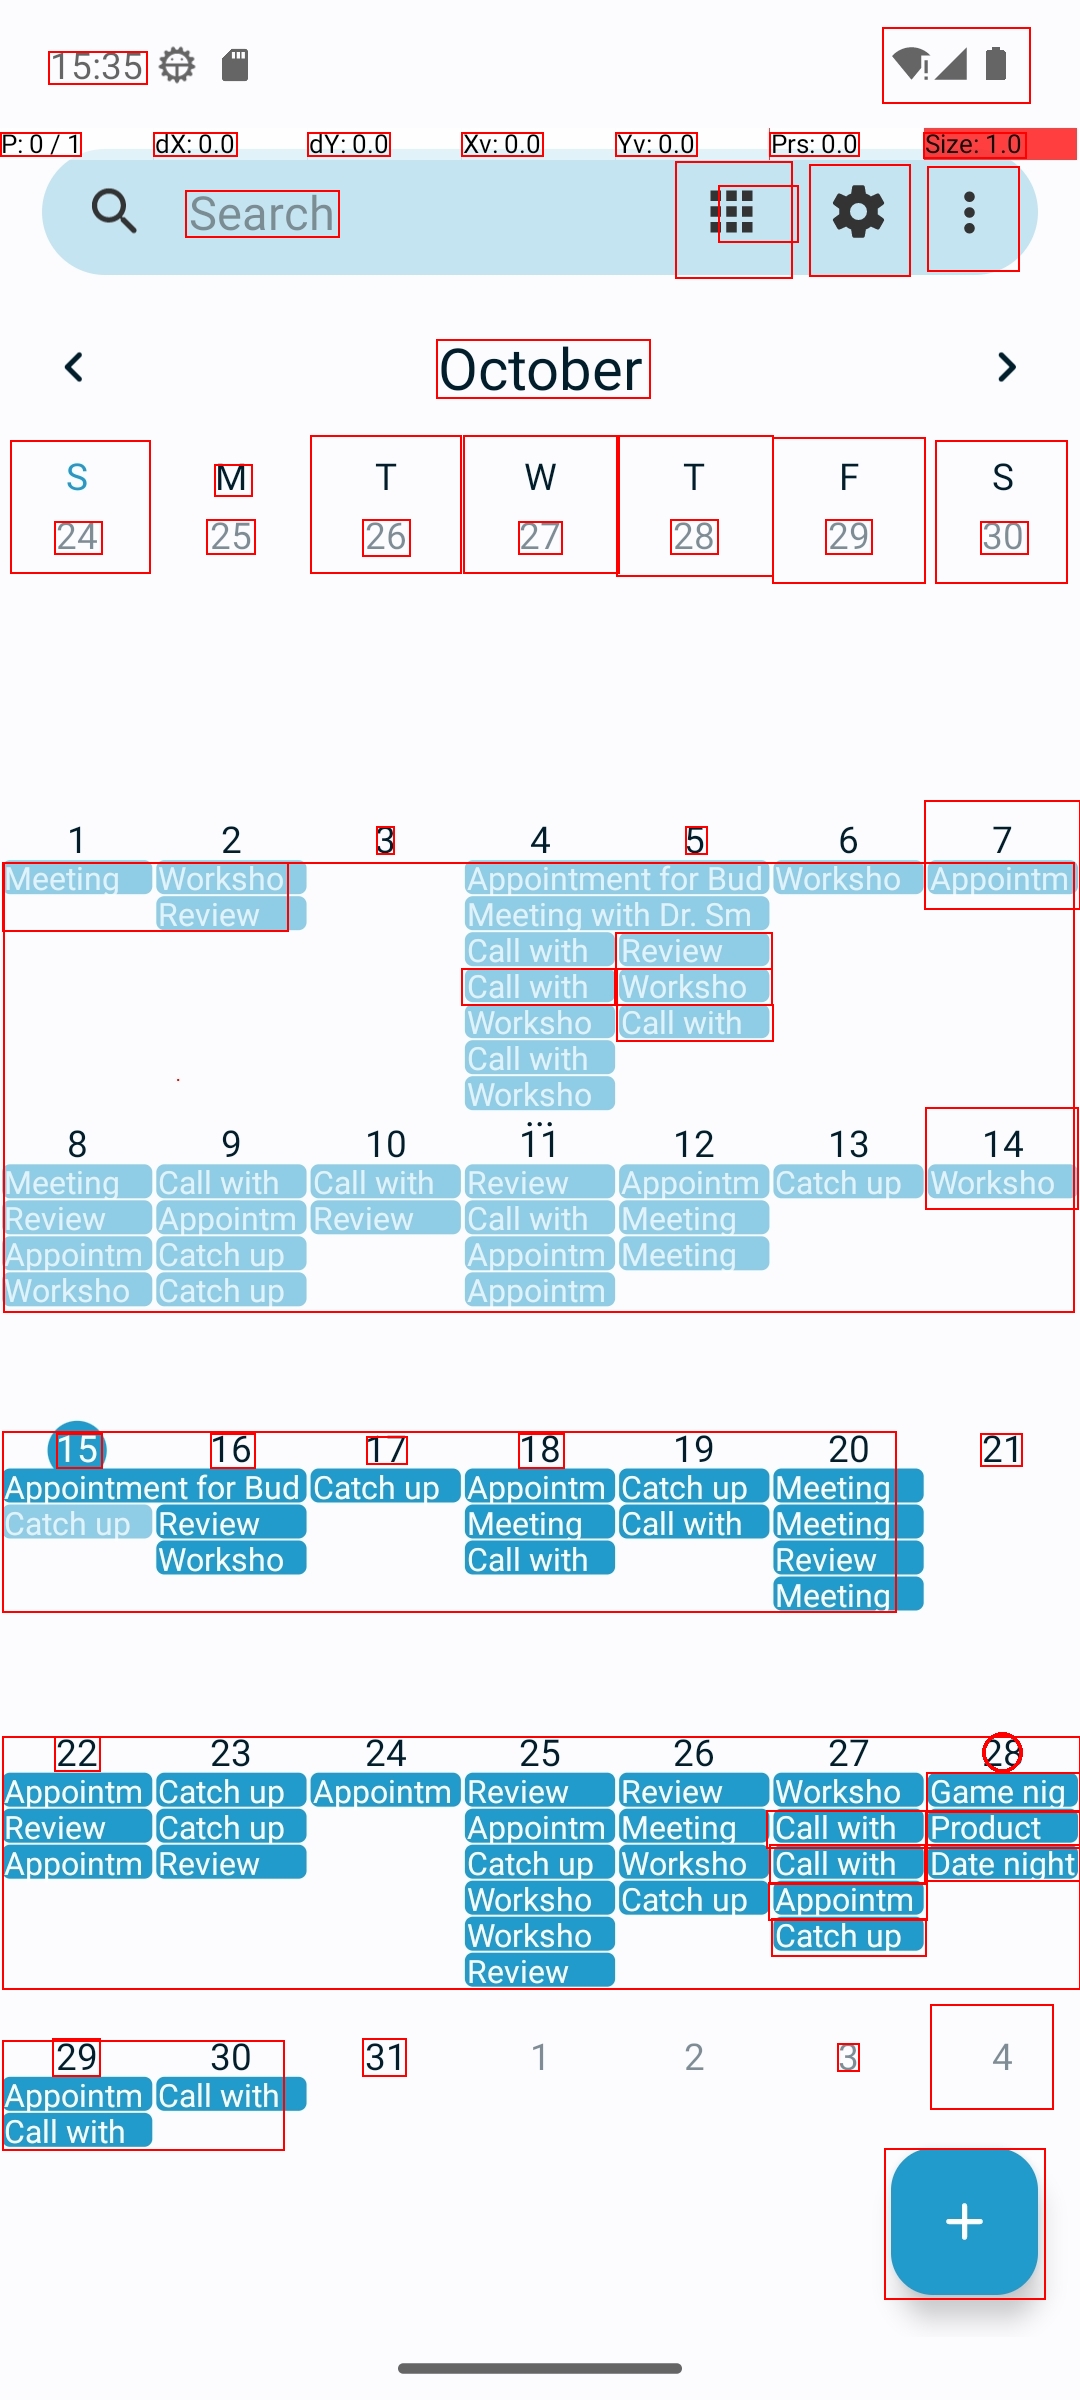 15:35
P: 0 / 1 dX: 0.0 dY: 0.0 Xv: 0.0 Yv: 0.0 Prs: 0.0 Size: 1.0
Search
October
S M T W T F S
24 25 26 27 28 29 30
1 2 3 4 5 6 7
Meeting Worksho Appointment for Bud Worksho Appointm
Review Meeting with Dr. Sm
Call with Review
Call with Worksho
Worksho Call with
Call with
Worksho
...
8 9 10 11 12 13 14
Meeting Call with Call with Review Appointm Catch up Worksho
Review Appointm Review Call with Meeting
Appointm Catch up Appointm Meeting
Worksho Catch up Appointm
15 16 17 18 19 20 21
Appointment for Bud Catch up Appointm Catch up Meeting
Catch up Review Meeting Call with Meeting
Worksho Call with Review
Meeting
22 23 24 25 26 27 28
Appointm Catch up Appointm Review Review Worksho Game nig
Review Catch up Appointm Meeting Call with Product
Appointm Review Catch up Worksho Call with Date night
Worksho Catch up Appointm
Worksho Catch up
Review
29 30 31 1 2 3 4
Appointm Call with
Call with